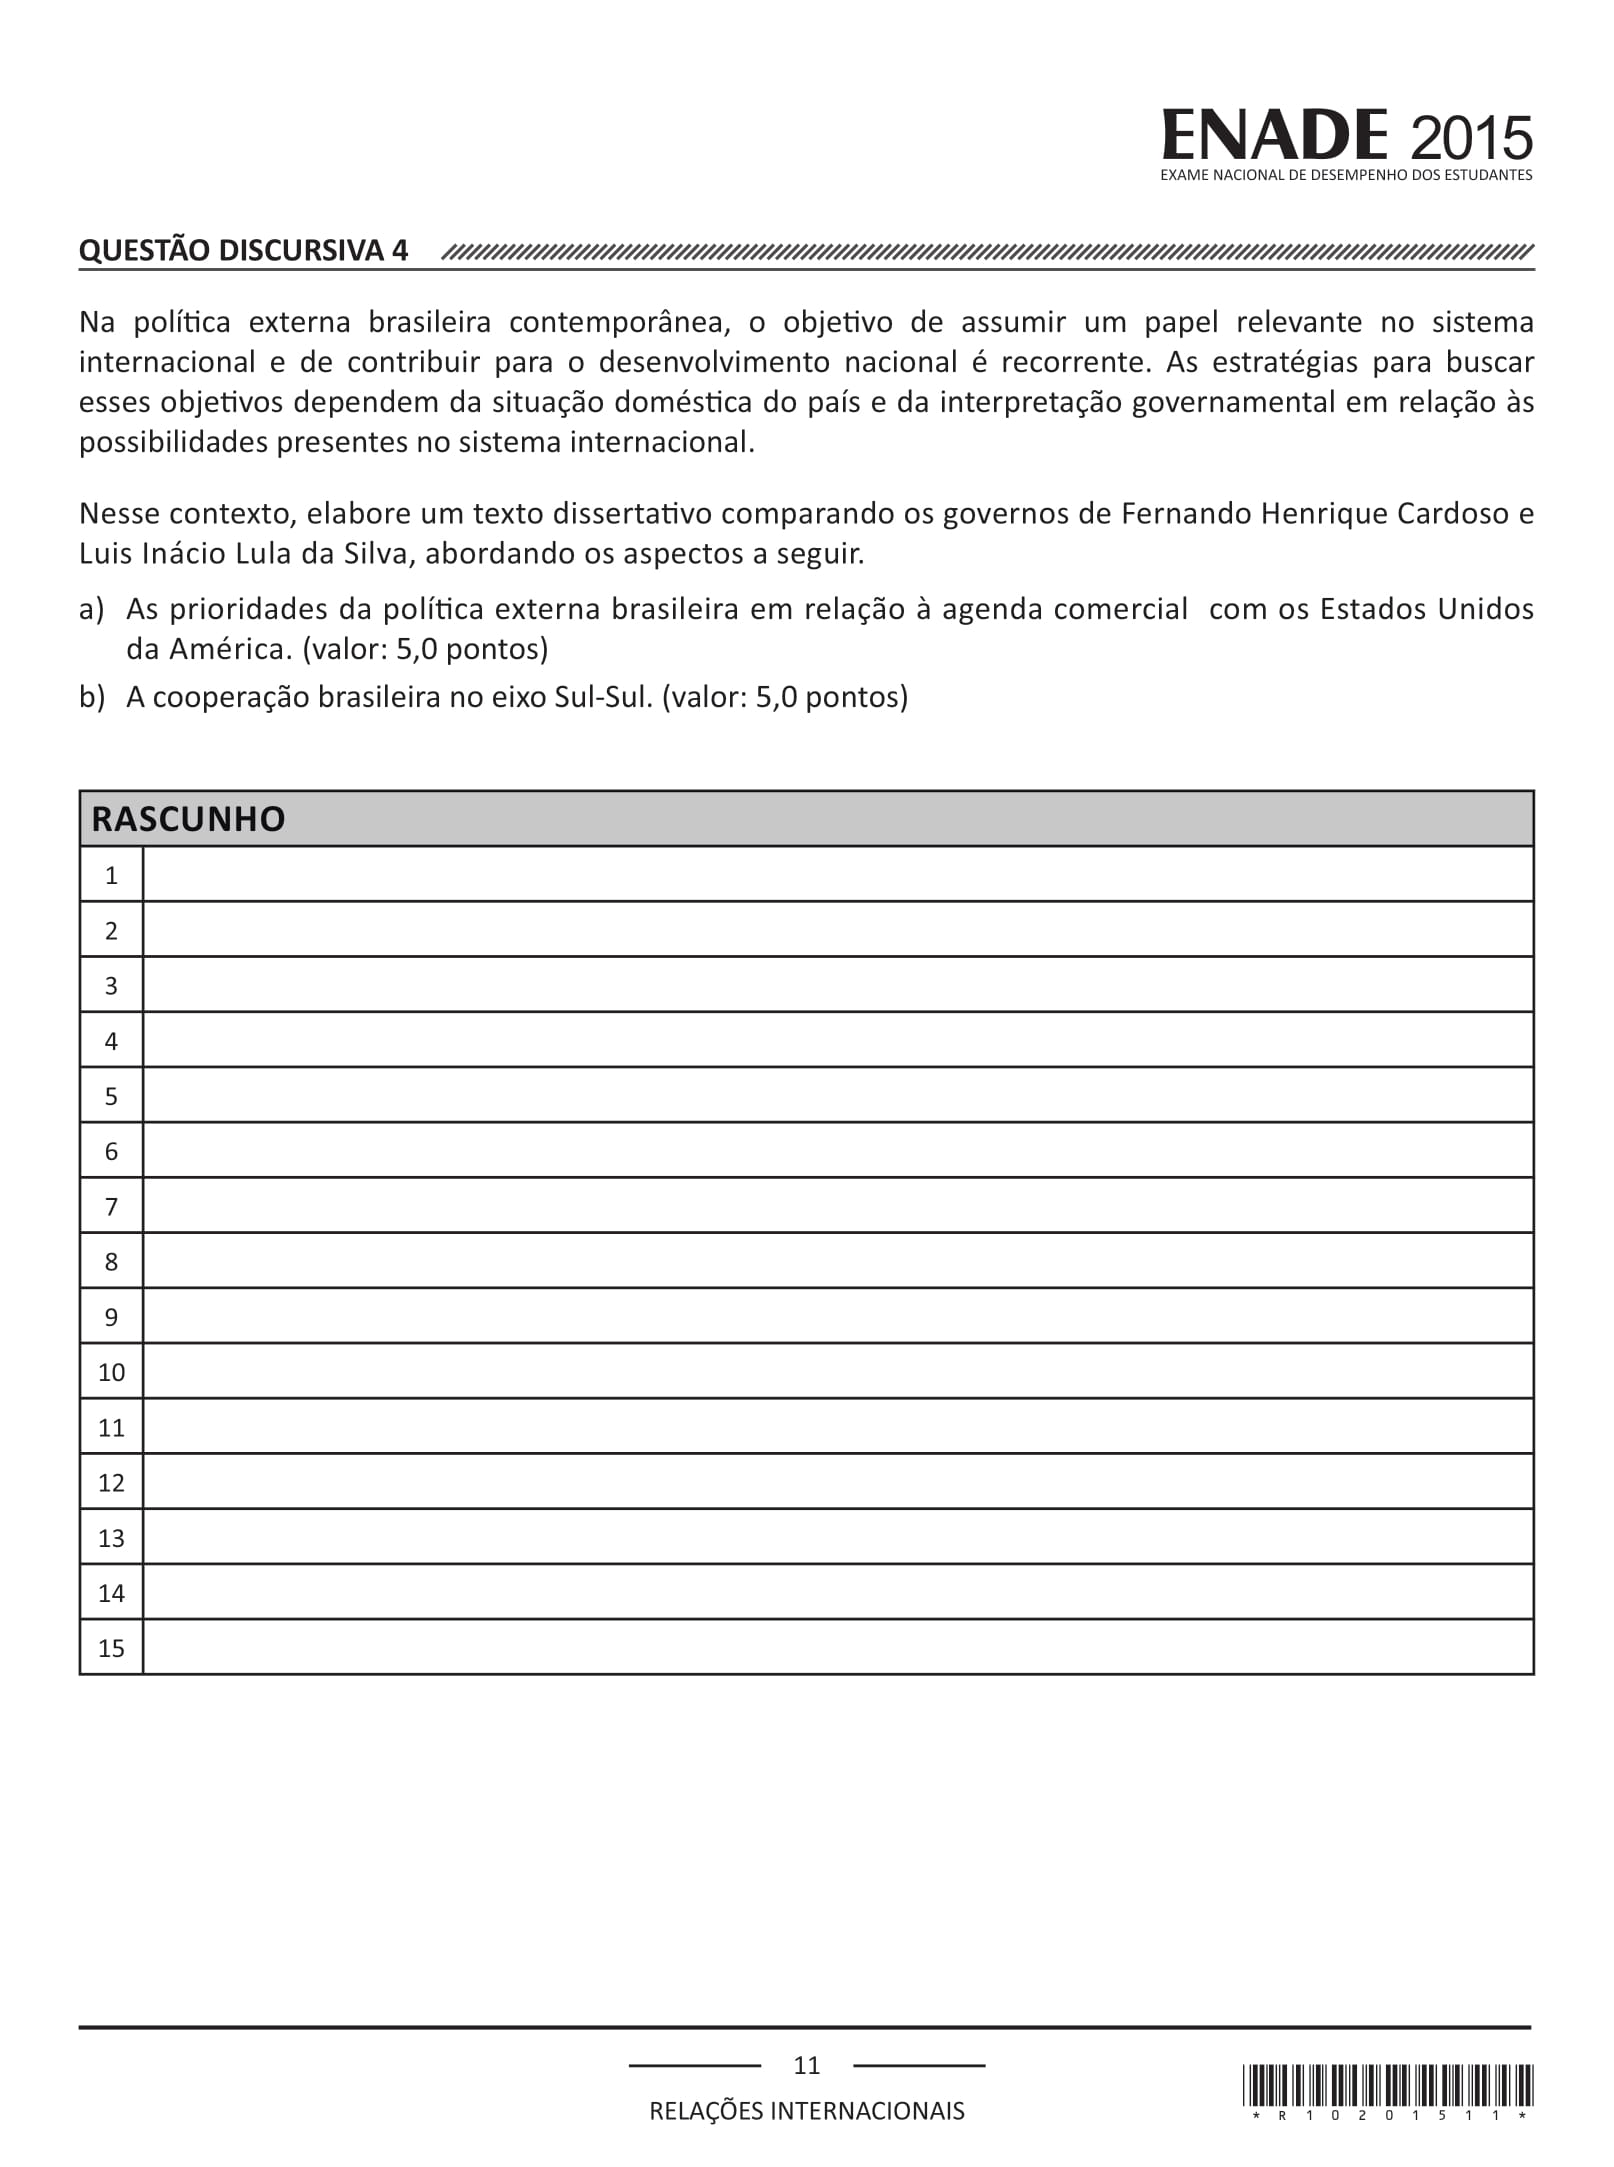 ENADE 2015
EXAME NACIONAL DE DESEMPENHO DOS ESTUDANTES
QUESTÃO DISCURSIVA 4
Na política externa brasileira contemporânea, o objetivo de assumir um papel relevante no sistema
internacional e de contribuir para o desenvolvimento nacional é recorrente. As estratégias para buscar
esses objetivos dependem da situação doméstica do país e da interpretação governamental em relação às
possibilidades presentes no sistema internacional.
Nesse contexto, elabore um texto dissertativo comparando os governos de Fernando Henrique Cardoso e
Luis Inácio Lula da Silva, abordando os aspectos a seguir.
a) As prioridades da política externa brasileira em relação à agenda comercial com os Estados Unidos
da América. (valor: 5,0 pontos)
b) A cooperação brasileira no eixo Sul-Sul. (valor: 5,0 pontos)
RASCUNHO
1
2
3
4
5
6
7
8
9
10
11
12
13
14
15
11
RELAÇÕES INTERNACIONAIS
*R10201511*